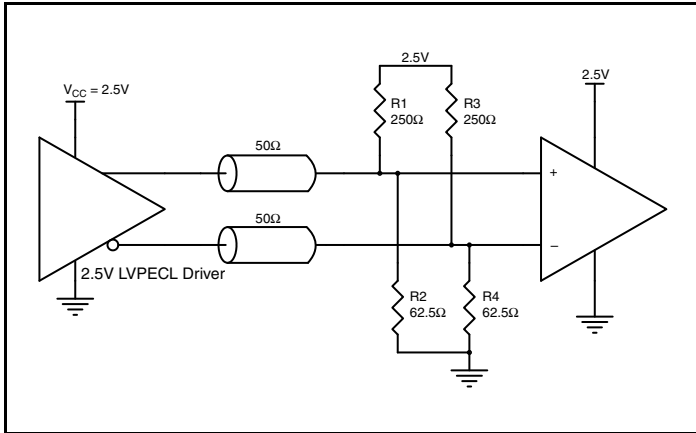 2.5V
2.5V
V_CC = 2.5V
R1
250Ω
R3
250Ω
50Ω
+
50Ω
–
2.5V LVPECL Driver
R2
62.5Ω
R4
62.5Ω